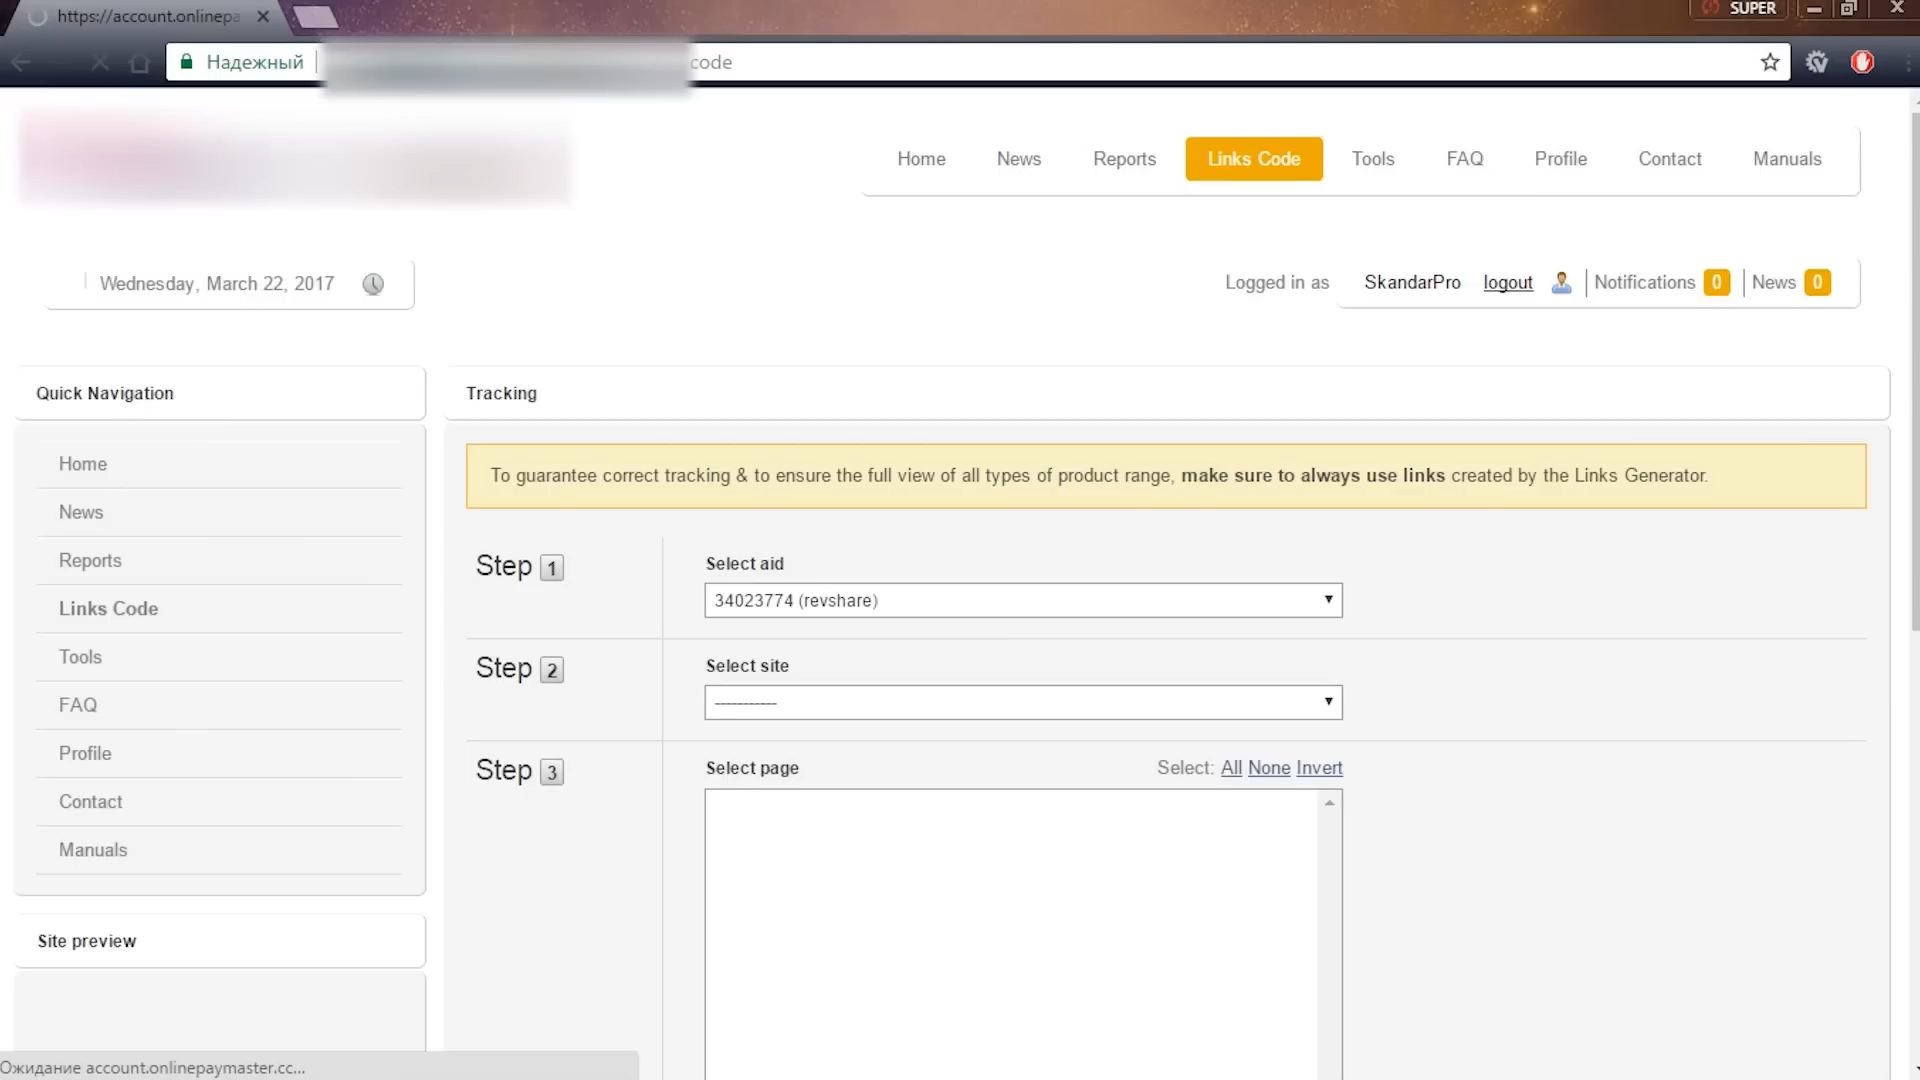 https://account.onlinepa
SUPER
Надежный
code
Home News Reports Links Code Tools FAQ Profile Contact Manuals
Wednesday, March 22, 2017
Logged in as SkandarPro logout Notifications 0 News 0
Quick Navigation
Home
News
Reports
Links Code
Tools
FAQ
Profile
Contact
Manuals
Site preview
Tracking
To guarantee correct tracking & to ensure the full view of all types of product range, make sure to always use links created by the Links Generator.
Step 1
Select aid
34023774 (revshare)
Step 2
Select site
-----------
Step 3
Select page
Select: All None Invert
Ожидание account.onlinepaymaster.cc...